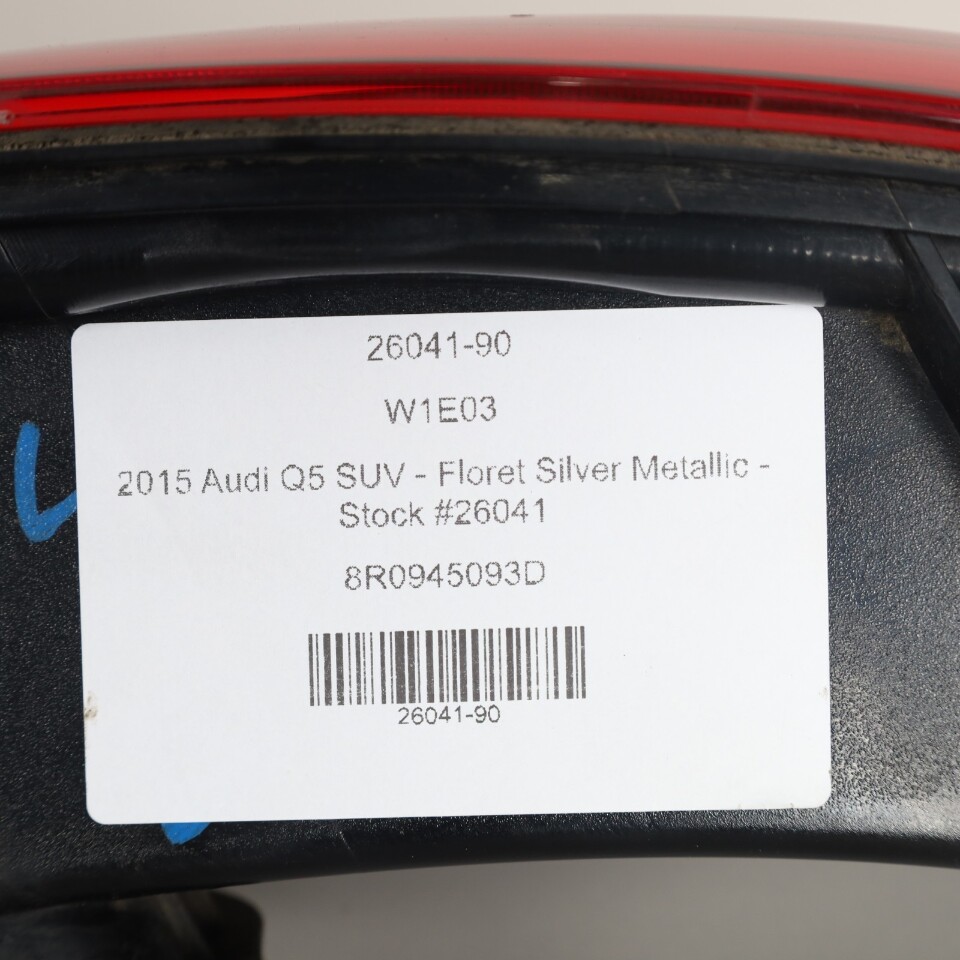 26041-90
W1E03
2015 Audi Q5 SUV - Floret Silver Metallic -
Stock #26041
8R0945093D
26041-90